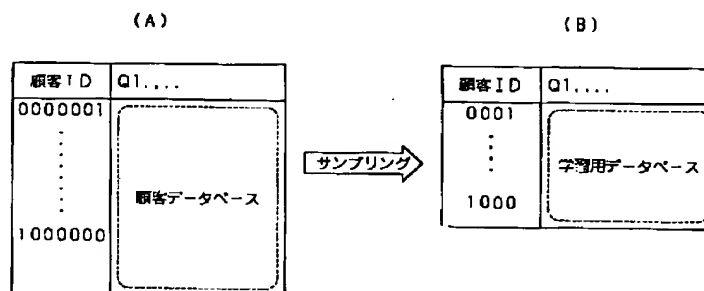 (A)
(B)
顧客ID
Q1....
顧客ID
Q1....
0000001
0001
サンプリング
学習用データベース
顧客データベース
1000
1000000